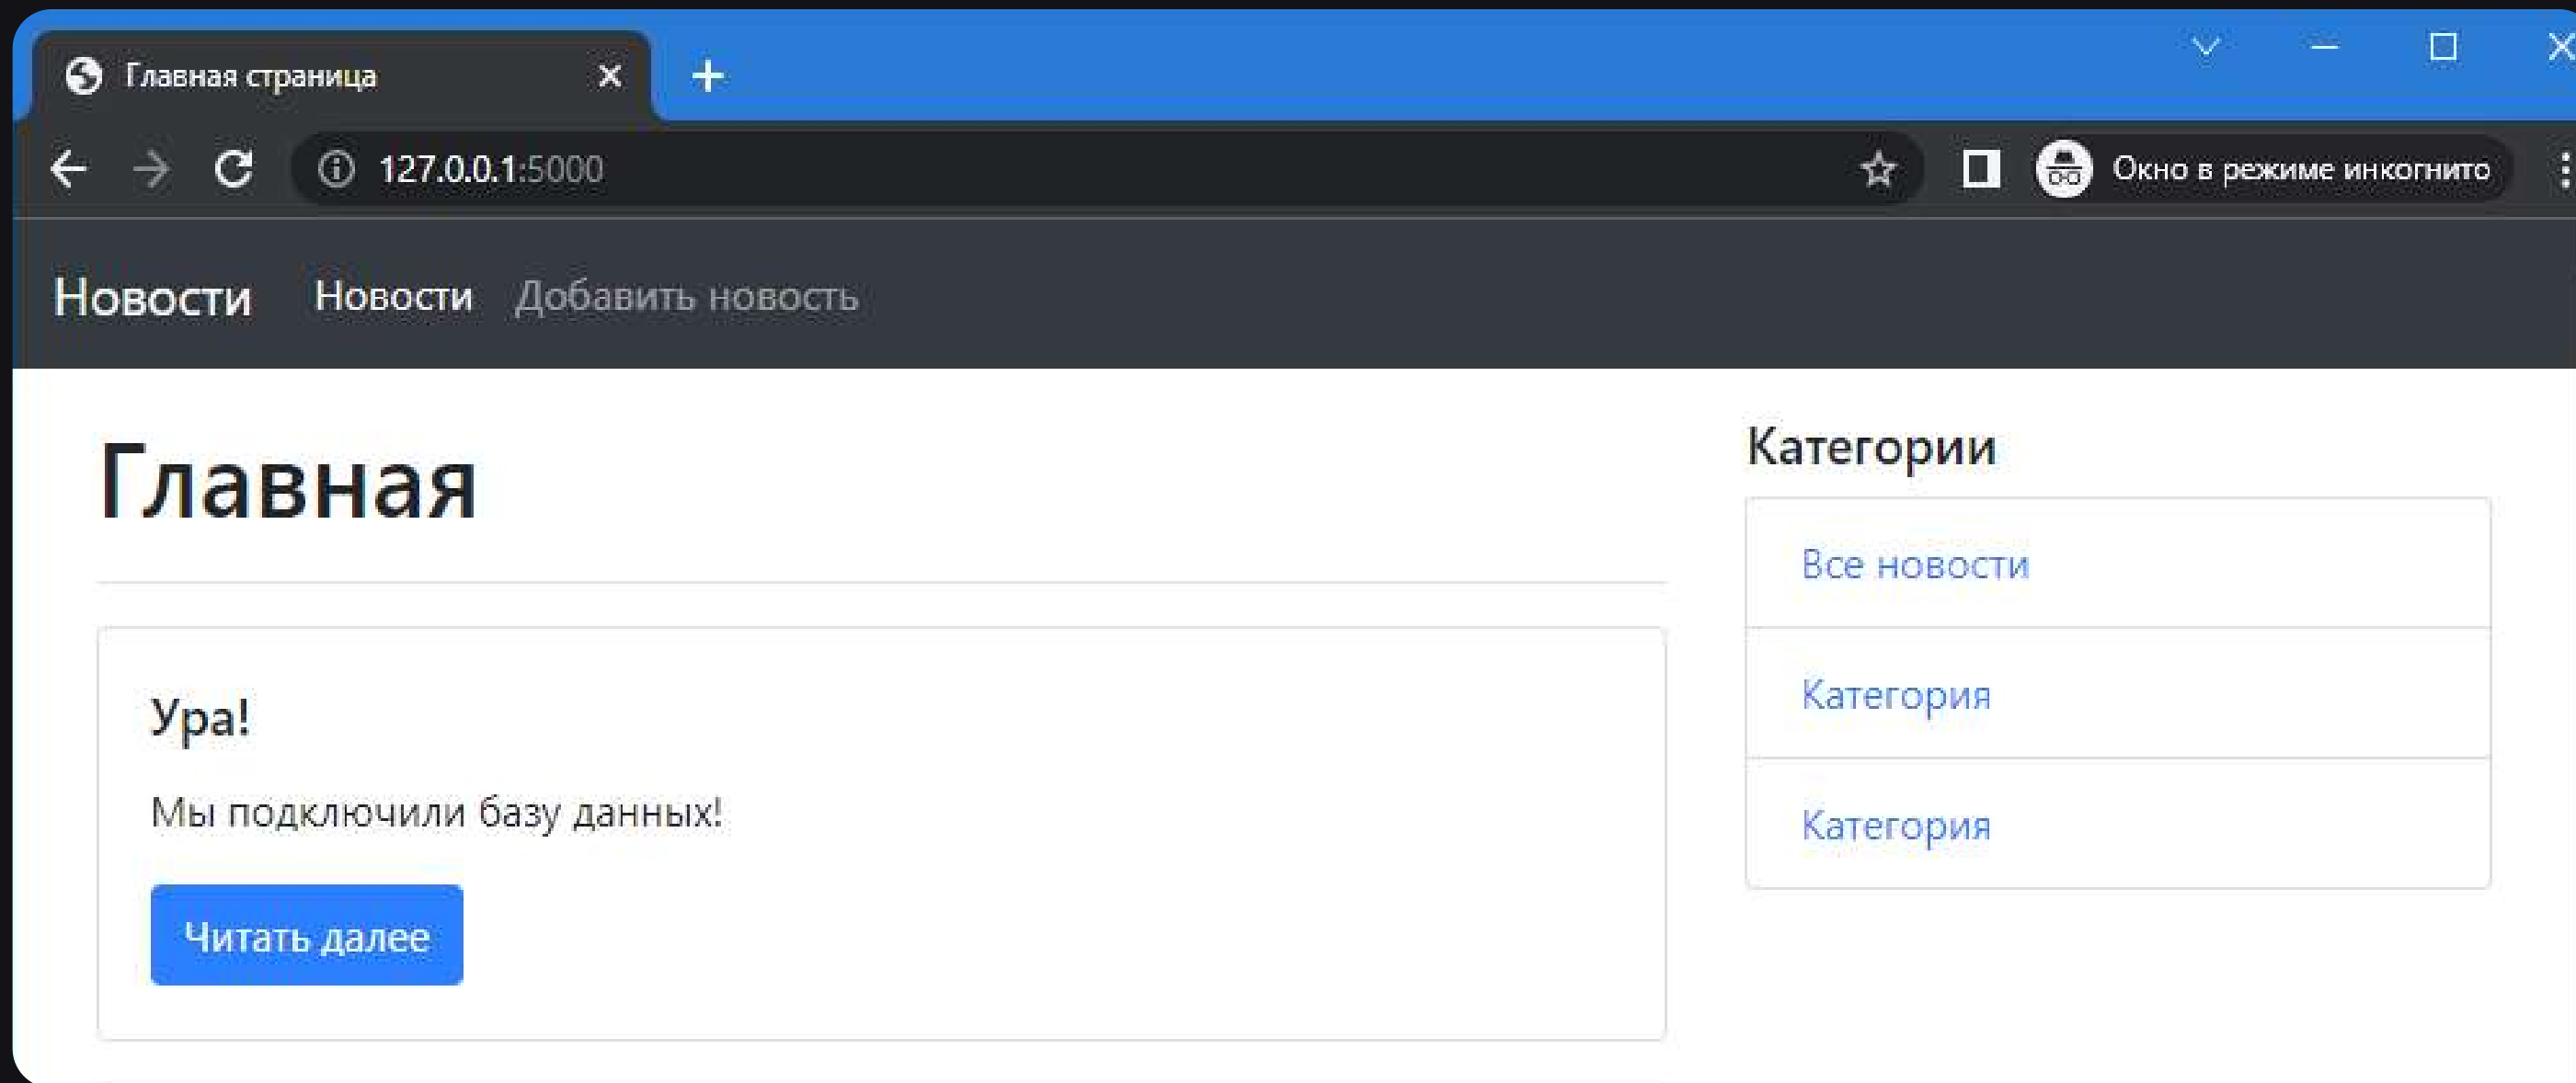 Главная страница
127.0.0.1:5000
Окно в режиме инкогнито
Новости Новости Добавить новость
Главная
Ура!
Мы подключили базу данных!
Читать далее
Категории
Все новости
Категория
Категория